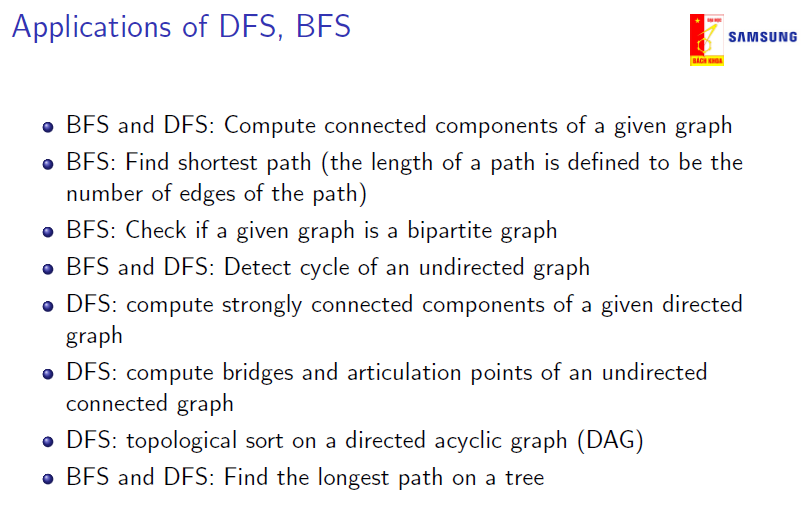 Applications of DFS, BFS
ĐẠI HỌC
BÁCH KHOA
SAMSUNG
BFS and DFS: Compute connected components of a given graph
BFS: Find shortest path (the length of a path is defined to be the
number of edges of the path)
BFS: Check if a given graph is a bipartite graph
BFS and DFS: Detect cycle of an undirected graph
DFS: compute strongly connected components of a given directed
graph
DFS: compute bridges and articulation points of an undirected
connected graph
DFS: topological sort on a directed acyclic graph (DAG)
BFS and DFS: Find the longest path on a tree